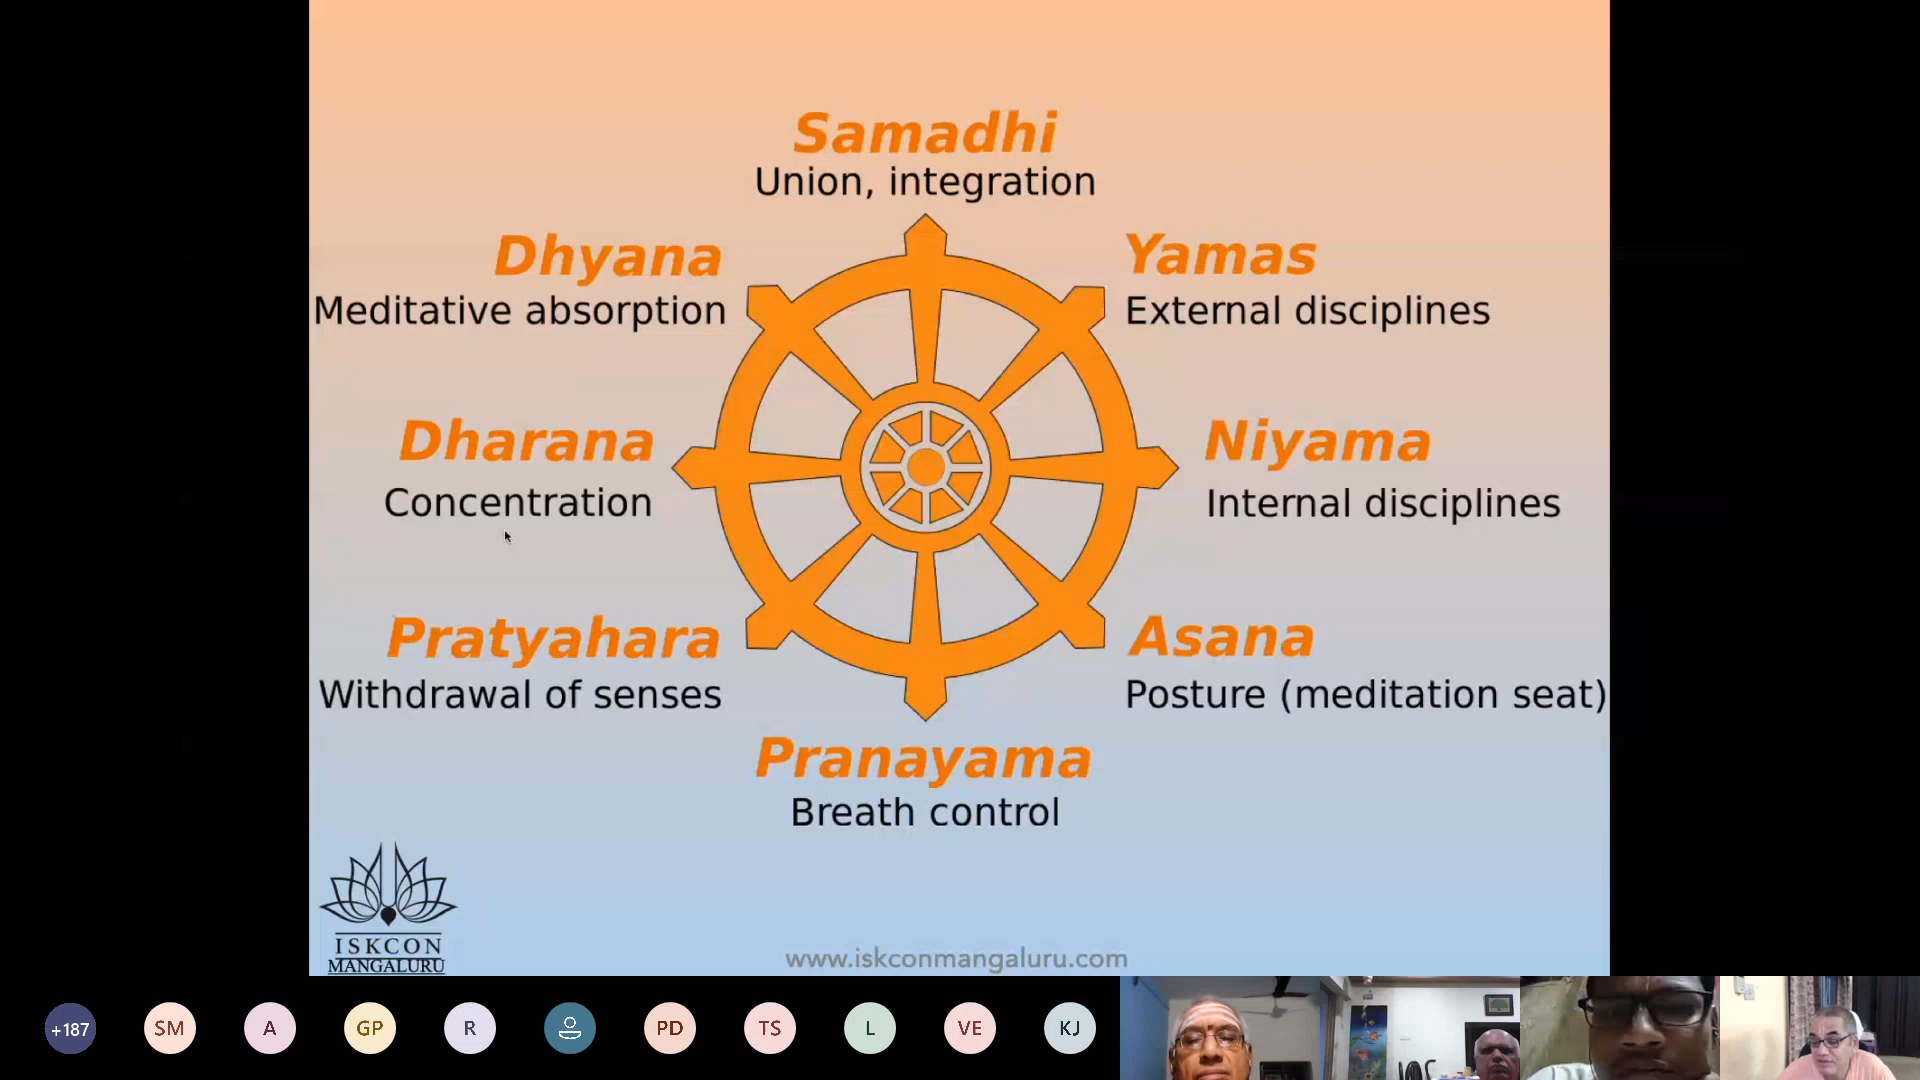 Samadhi
Union, integration
Dhyana
Meditative absorption
Yamas
External disciplines
Dharana
Concentration
Niyama
Internal disciplines
Pratyahara
Withdrawal of senses
Asana
Posture (meditation seat)
Pranayama
Breath control
ISKCON
MANGALURU
www.iskconmangaluru.com
+187
SM
A
GP
R
PD
TS
L
VE
KJ